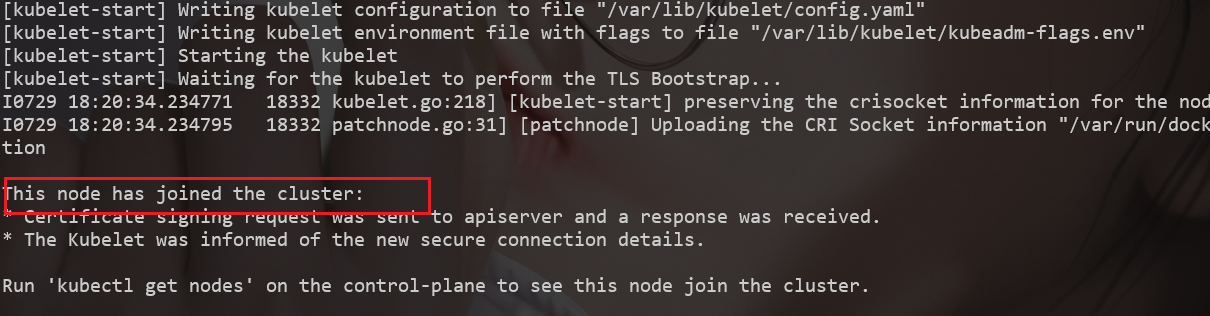 [kubelet-start] Writing kubelet configuration to file "/var/lib/kubelet/config.yaml"
[kubelet-start] Writing kubelet environment file with flags to file "/var/lib/kubelet/kubeadm-flags.env"
[kubelet-start] Starting the kubelet
[kubelet-start] Waiting for the kubelet to perform the TLS Bootstrap...
I0729 18:20:34.234771   18332 kubelet.go:218] [kubelet-start] preserving the crisocket information for the nod
I0729 18:20:34.234795   18332 patchnode.go:31] [patchnode] Uploading the CRI Socket information "/var/run/dock
tion
This node has joined the cluster:
* Certificate signing request was sent to apiserver and a response was received.
* The Kubelet was informed of the new secure connection details.
Run 'kubectl get nodes' on the control-plane to see this node join the cluster.